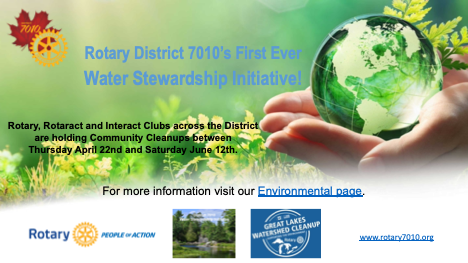 7010
Rotary District 7010's First Ever
Water Stewardship Initiative!
Rotary, Rotaract and Interact Clubs across the District
are holding Community Cleanups between
Thursday April 22nd and Saturday June 12th.
For more information visit our Environmental page.
Rotary
PEOPLE OF ACTION
GREAT LAKES
WATERSHED CLEANUP
Rotary
www.rotary7010.org